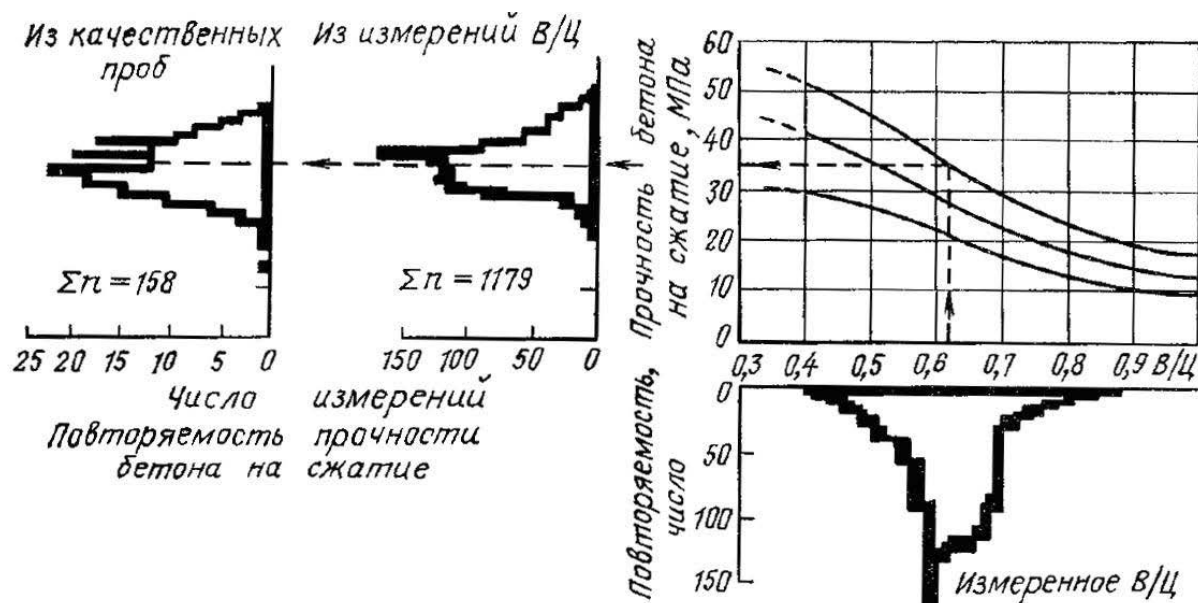 Из качественных
проб
Из измерений В/Ц
Σn = 158
Σn = 1179
25 20 15 10 5 0
150 100 50 0
Число измерений
Повторяемость прочности
бетона на сжатие
Прочность бетона
на сжатие, МПа
60
50
40
30
20
10
0
0,3 0,4 0,5 0,6 0,7 0,8 0,9 В/Ц
Повторяемость,
число
0
50
100
150
Измеренное В/Ц